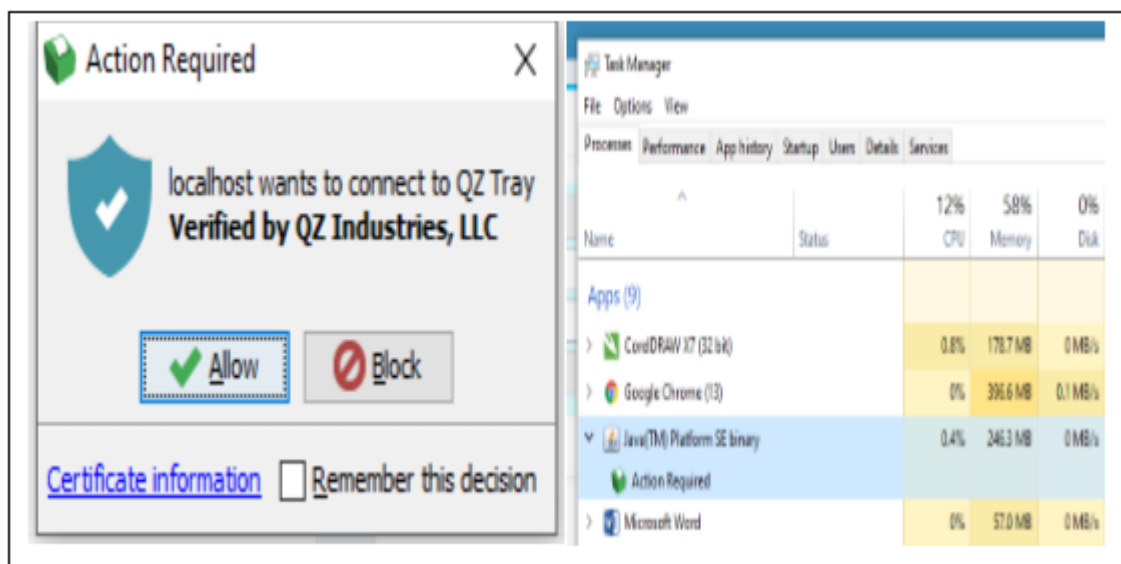 Action Required
localhost wants to connect to QZ Tray
Verified by QZ Industries, LLC
Allow
Block
Certificate information
Remember this decision
Task Manager
File Options View
Processes Performance App history Startup Users Details Services
12% 58% 0%
Name Status CPU Memory Disk
Apps (9)
CorelDRAW X7 (32 bit) 0.8% 178.7 MB 0 MB/s
Google Chrome (13) 0% 396.6 MB 0.1 MB/s
Java(TM) Platform SE binary 0.4% 246.3 MB 0 MB/s
Action Required
Microsoft Word 0% 57.0 MB 0 MB/s